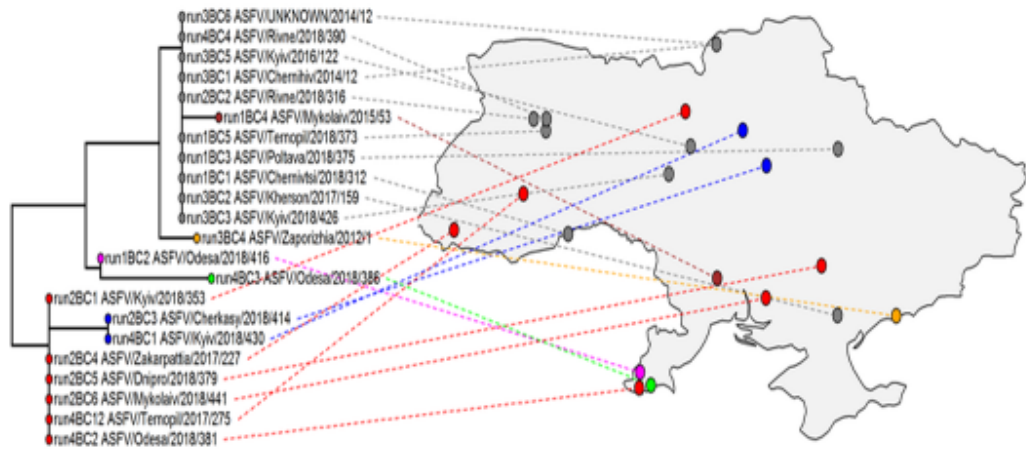 run3BC6 ASFV/UNKNOWN/2014/12
run4BC4 ASFV/Rivne/2018/390
run3BC5 ASFV/Kyiv/2016/122
run3BC1 ASFV/Chernihiv/2014/12
run2BC2 ASFV/Rivne/2018/316
run1BC4 ASFV/Mykolaiv/2015/53
run1BC5 ASFV/Ternopil/2018/373
run1BC3 ASFV/Poltava/2018/375
run1BC1 ASFV/Chernivtsi/2018/312
run3BC2 ASFV/Kherson/2017/159
run3BC3 ASFV/Kyiv/2018/426
run3BC4 ASFV/Zaporizhia/2012/1
run1BC2 ASFV/Odesa/2018/416
run4BC3 ASFV/Odesa/2018/386
run2BC1 ASFV/Kyiv/2018/353
run2BC3 ASFV/Cherkasy/2018/414
run4BC1 ASFV/Kyiv/2018/430
run2BC4 ASFV/Zakarpattia/2017/227
run2BC5 ASFV/Dnipro/2018/379
run2BC6 ASFV/Mykolaiv/2018/441
run4BC12 ASFV/Ternopil/2017/275
run4BC2 ASFV/Odesa/2018/381